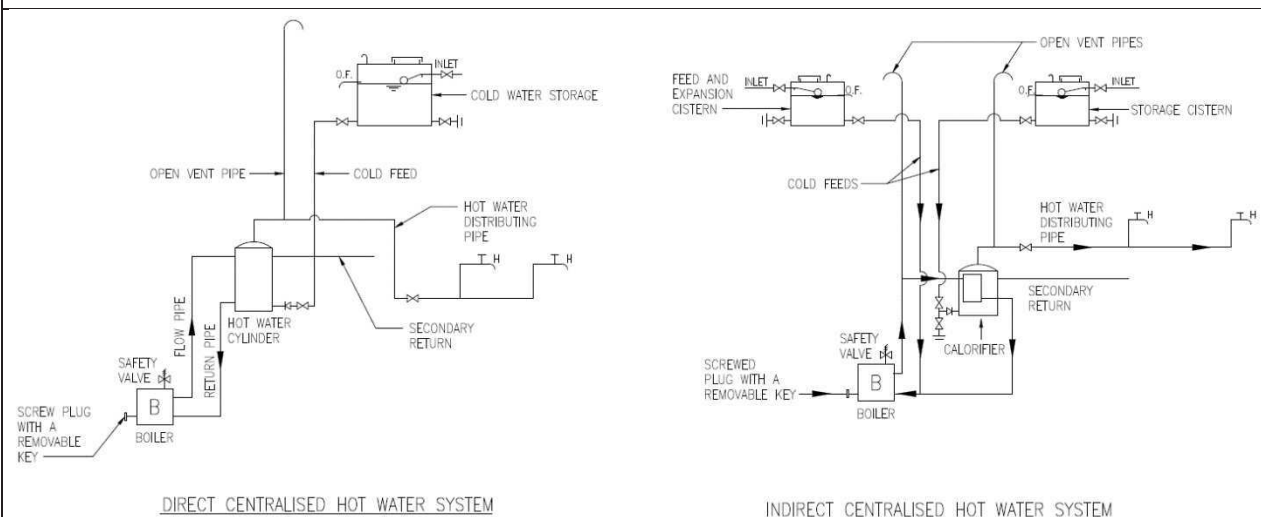 INLET
O.F.
COLD WATER STORAGE
OPEN VENT PIPE
COLD FEED
HOT WATER
DISTRIBUTING
PIPE
H
H
FLOW PIPE
RETURN PIPE
HOT WATER
CYLINDER
SECONDARY
RETURN
SAFETY
VALVE
B
SCREW PLUG
WITH A
REMOVABLE
KEY
BOILER
DIRECT CENTRALISED HOT WATER SYSTEM
OPEN VENT PIPES
FEED AND
EXPANSION
CISTERN
INLET
O.F.
INLET
O.F.
STORAGE CISTERN
COLD FEEDS
HOT WATER
DISTRIBUTING
PIPE
H
H
SECONDARY
RETURN
SAFETY
VALVE
CALORIFIER
SCREWED
PLUG WITH A
REMOVABLE KEY
B
BOILER
INDIRECT CENTRALISED HOT WATER SYSTEM